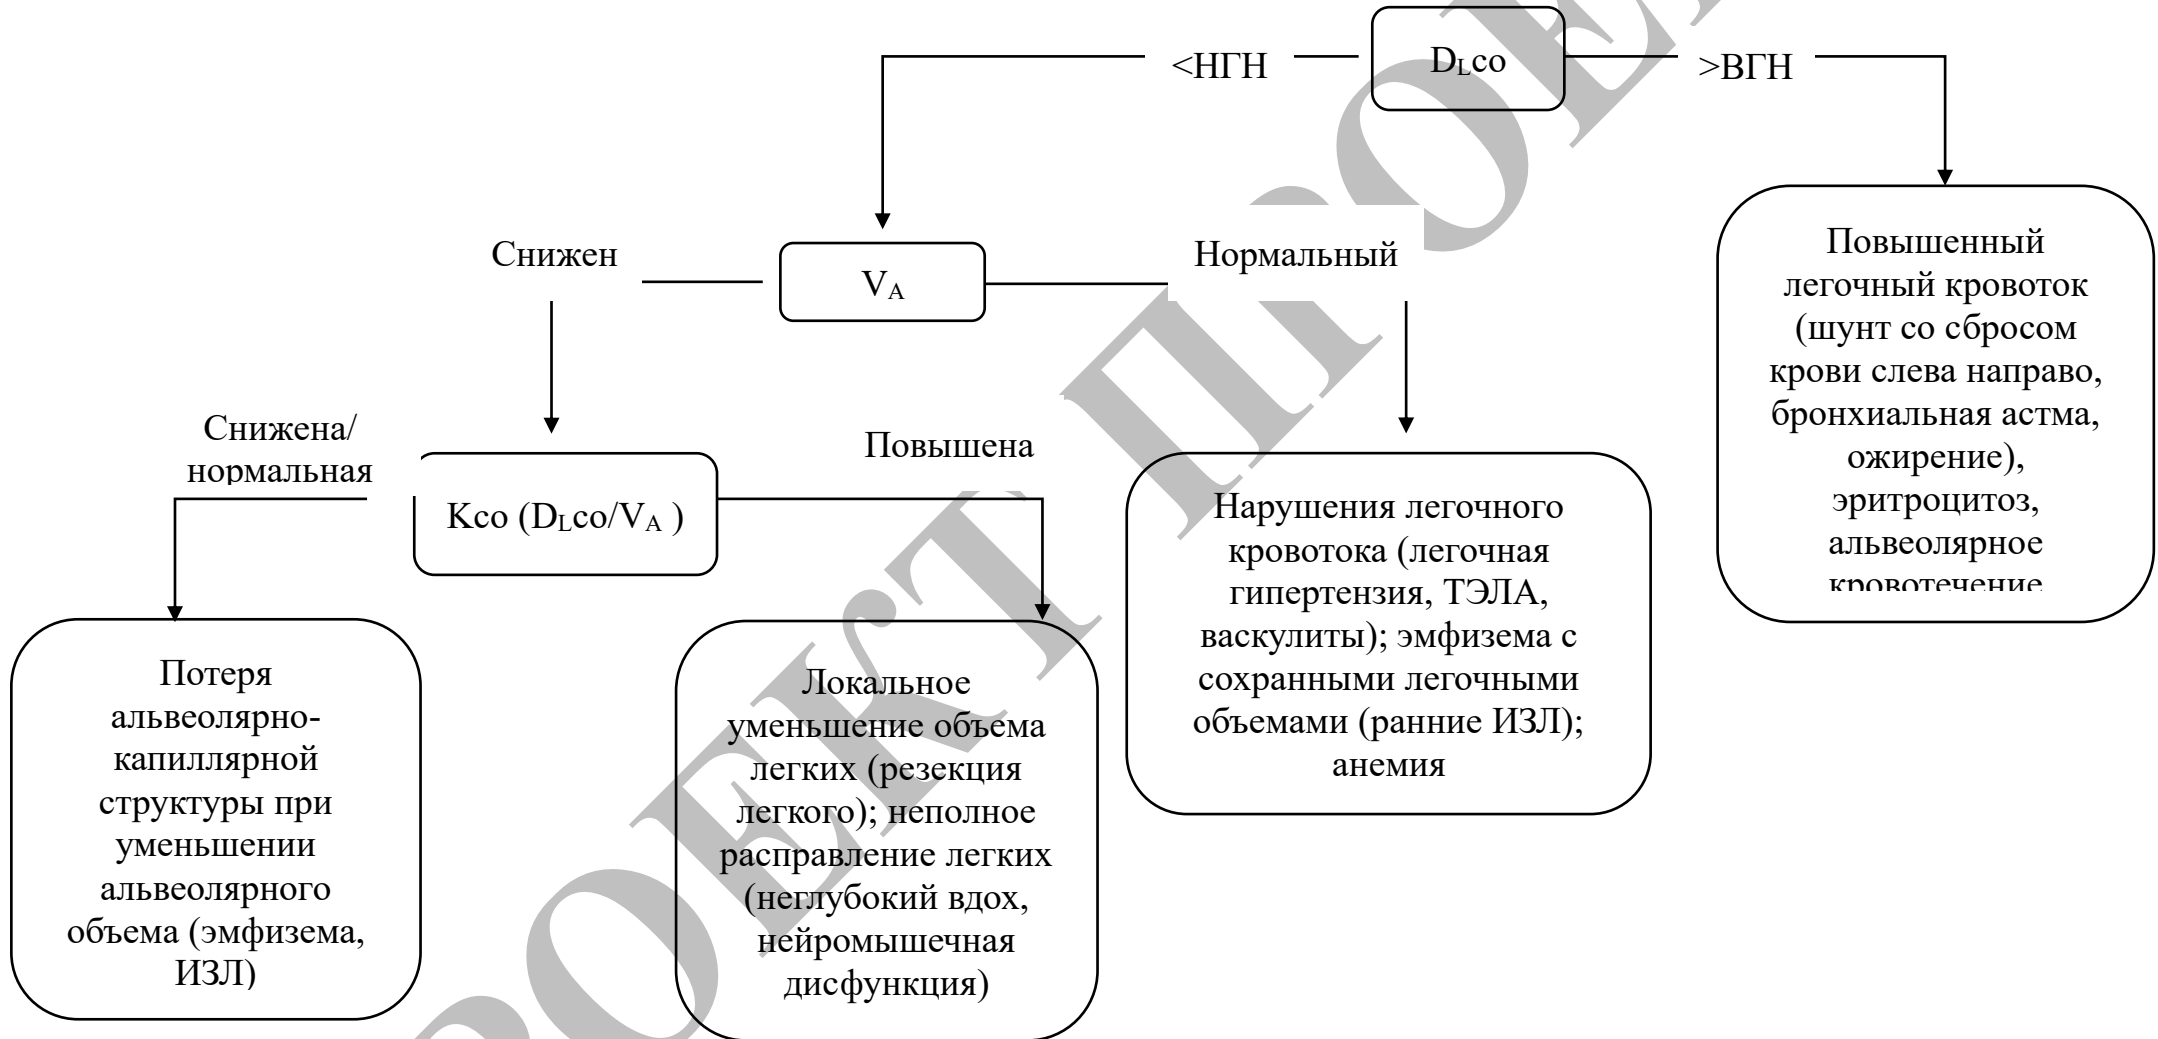 DLco
<НГН
>ВГН
Снижен
VA
Нормальный
Повышенный
легочный кровоток
(шунт со сбросом
крови слева направо,
бронхиальная астма,
ожирение),
эритроцитоз,
альвеолярное
кровотечение
Снижена/
нормальная
Kco (DLco/VA )
Повышена
Нарушения легочного
кровотока (легочная
гипертензия, ТЭЛА,
васкулиты); эмфизема с
сохранными легочными
объемами (ранние ИЗЛ);
анемия
Потеря
альвеолярно-
капиллярной
структуры при
уменьшении
альвеолярного
объема (эмфизема,
ИЗЛ)
Локальное
уменьшение объема
легких (резекция
легкого); неполное
расправление легких
(неглубокий вдох,
нейромышечная
дисфункция)
ПРОЕКТ ПРОЕКТ